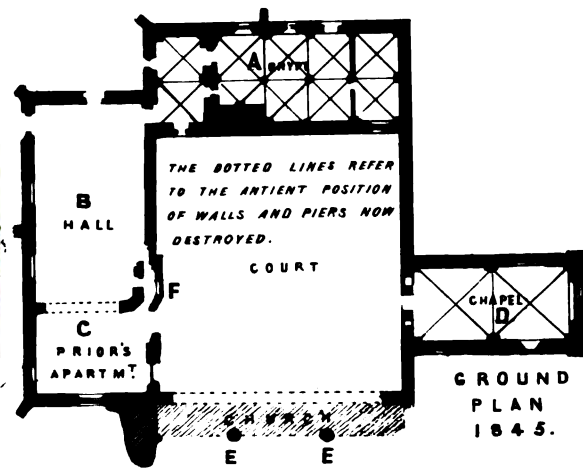 A CRYPT
THE DOTTED LINES REFER
TO THE ANTIENT POSITION
OF WALLS AND PIERS NOW
DESTROYED.
B
HALL
COURT
F
C
PRIOR'S
APARTMT.
CHAPEL
D
GROUND
PLAN
1845.
CHURCH
E E